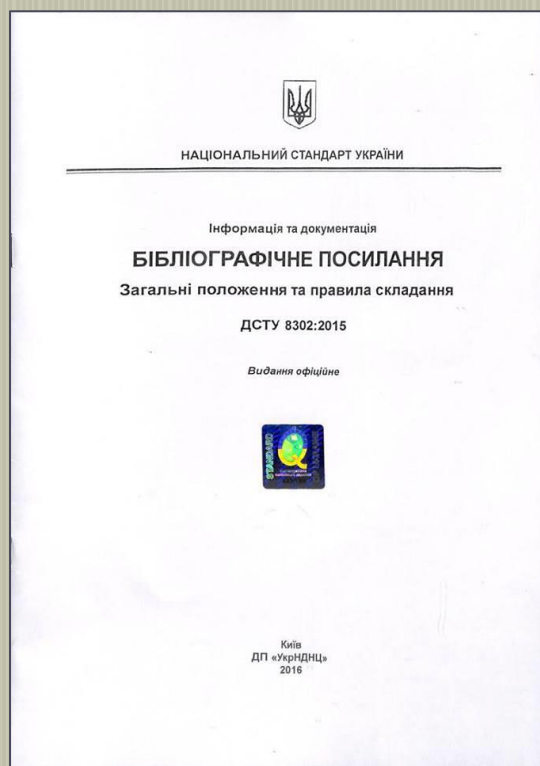 НАЦІОНАЛЬНИЙ СТАНДАРТ УКРАЇНИ
Інформація та документація
БІБЛІОГРАФІЧНЕ ПОСИЛАННЯ
Загальні положення та правила складання
ДСТУ 8302:2015
Видання офіційне
STANDARD
Київ
ДП «УкрНДНЦ»
2016